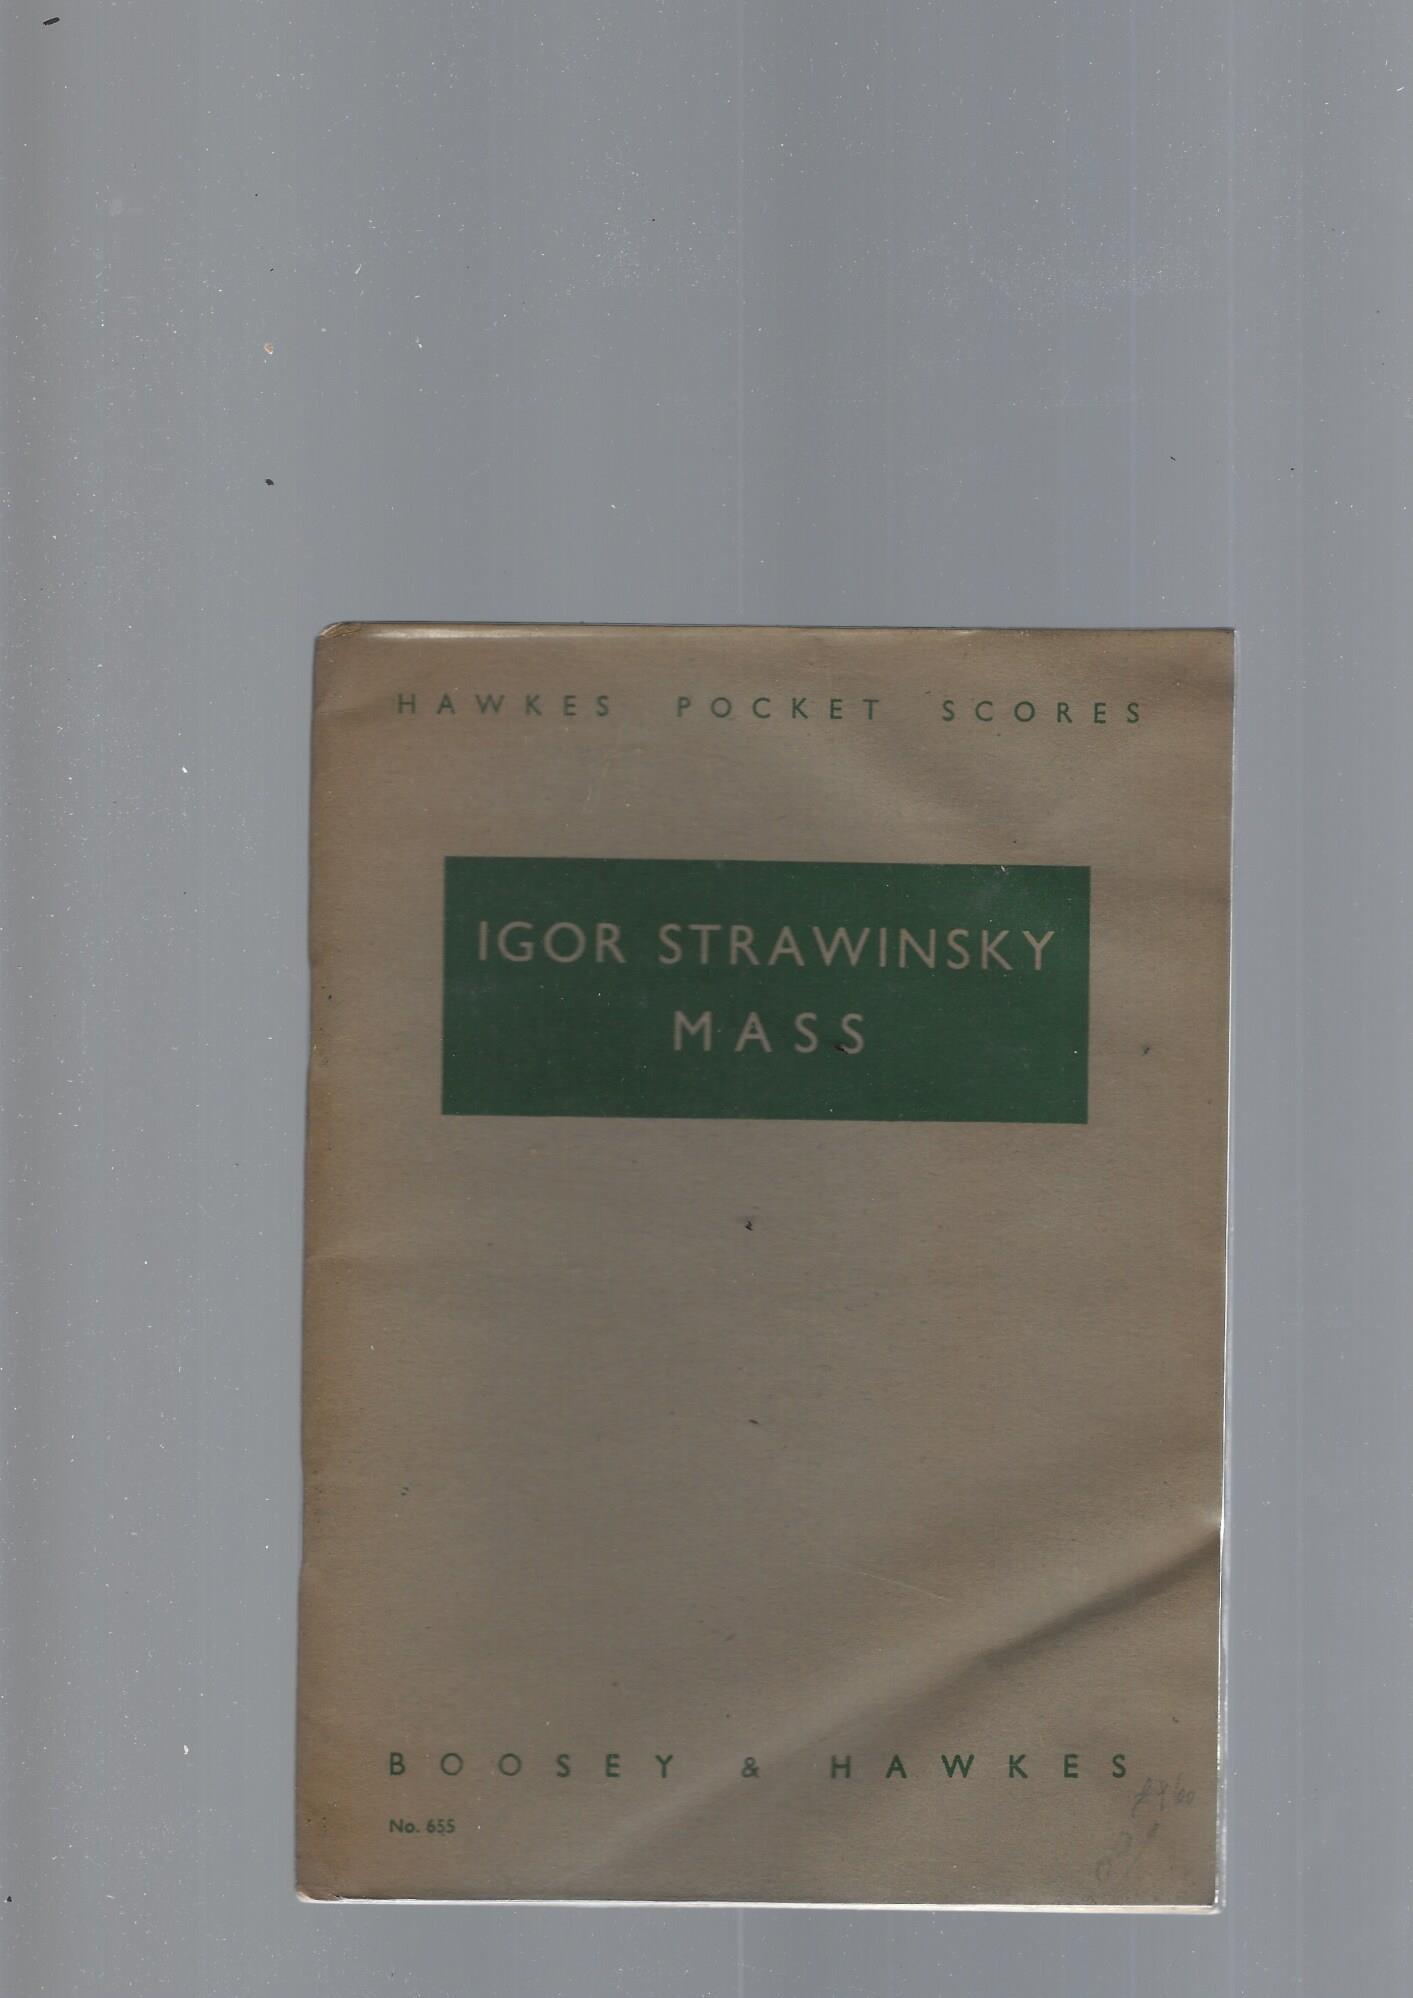 HAWKES POCKET SCORES
IGOR STRAWINSKY
MASS
BOOSEY & HAWKES
No. 655